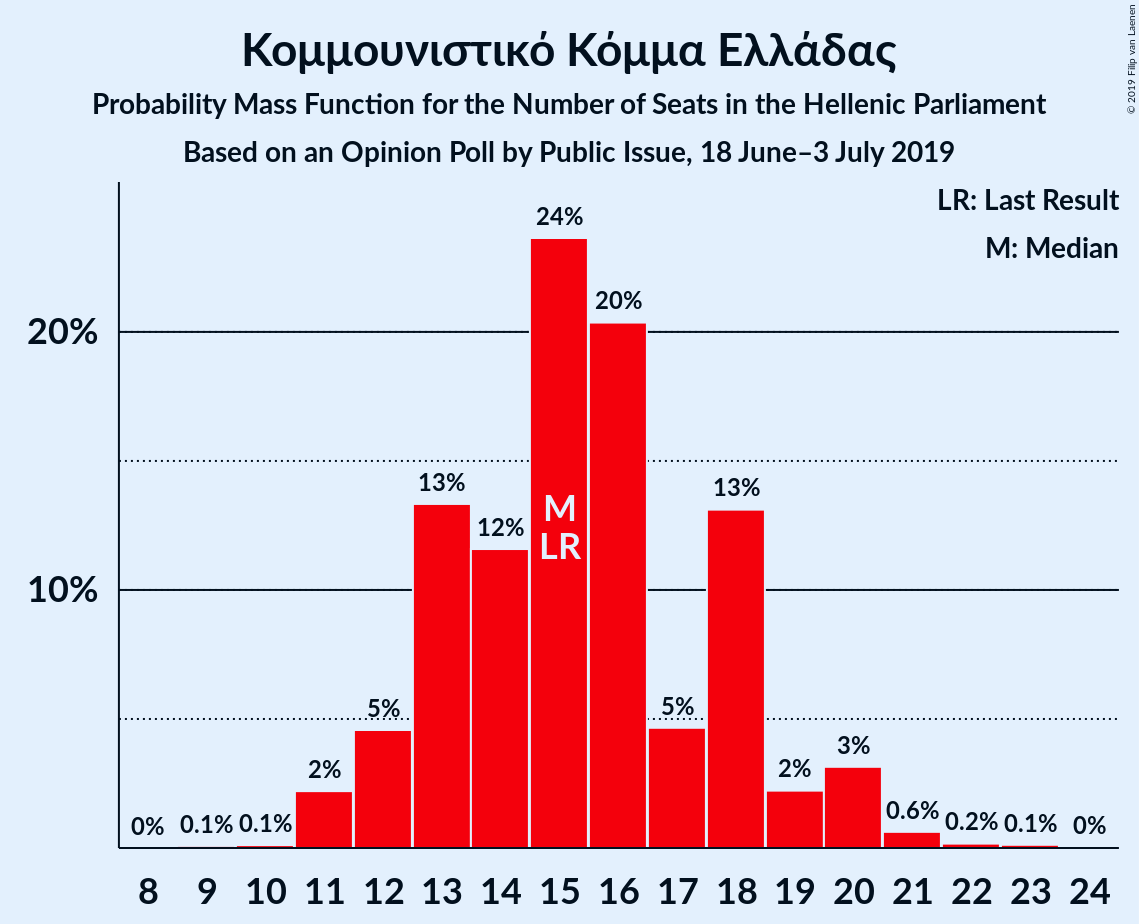 Κομμουνιστικό Κόμμα Ελλάδας
Probability Mass Function for the Number of Seats in the Hellenic Parliament
Based on an Opinion Poll by Public Issue, 18 June–3 July 2019
© 2019 Filip van Laenen
LR: Last Result
M: Median
20%
10%
0% 0.1% 0.1% 2% 5% 13% 12% 24% 20% 5% 13% 2% 3% 0.6% 0.2% 0.1% 0%
M
LR
8 9 10 11 12 13 14 15 16 17 18 19 20 21 22 23 24